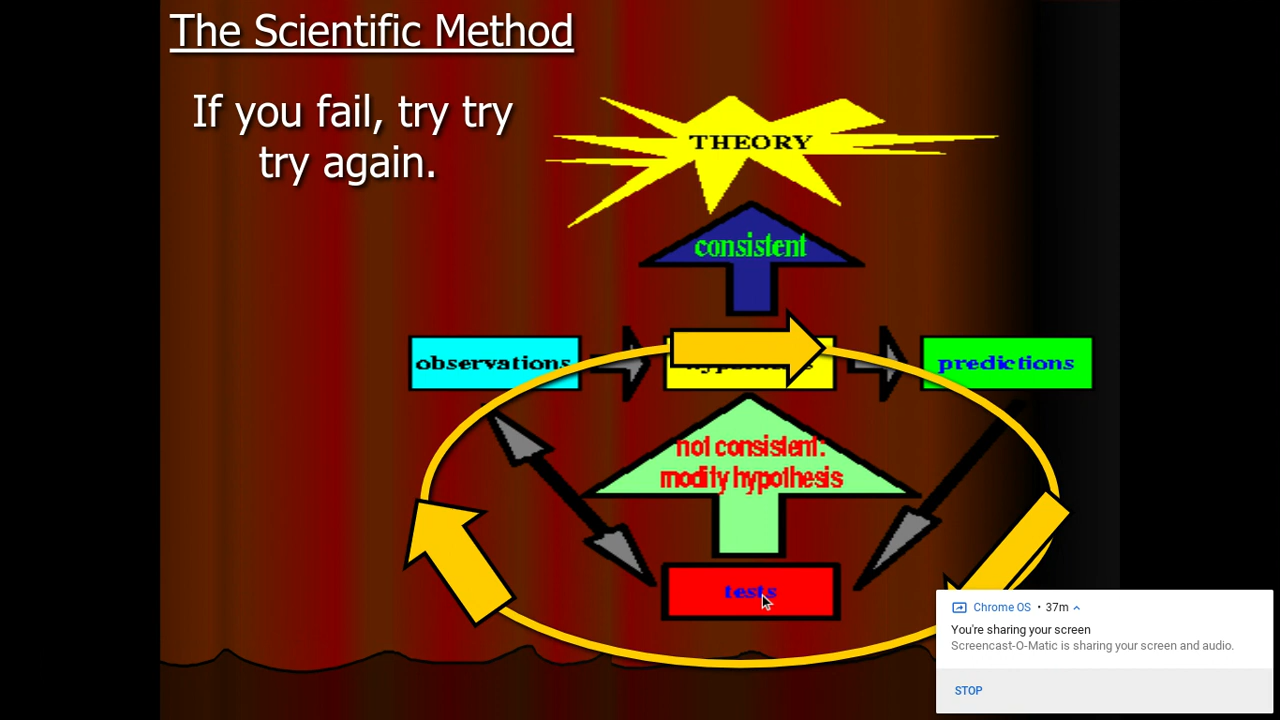 The Scientific Method
If you fail, try try
try again.
THEORY
consistent
observations
predictions
not consistent:
modify hypothesis
tests
Chrome OS • 37m
You're sharing your screen
Screencast-O-Matic is sharing your screen and audio.
STOP